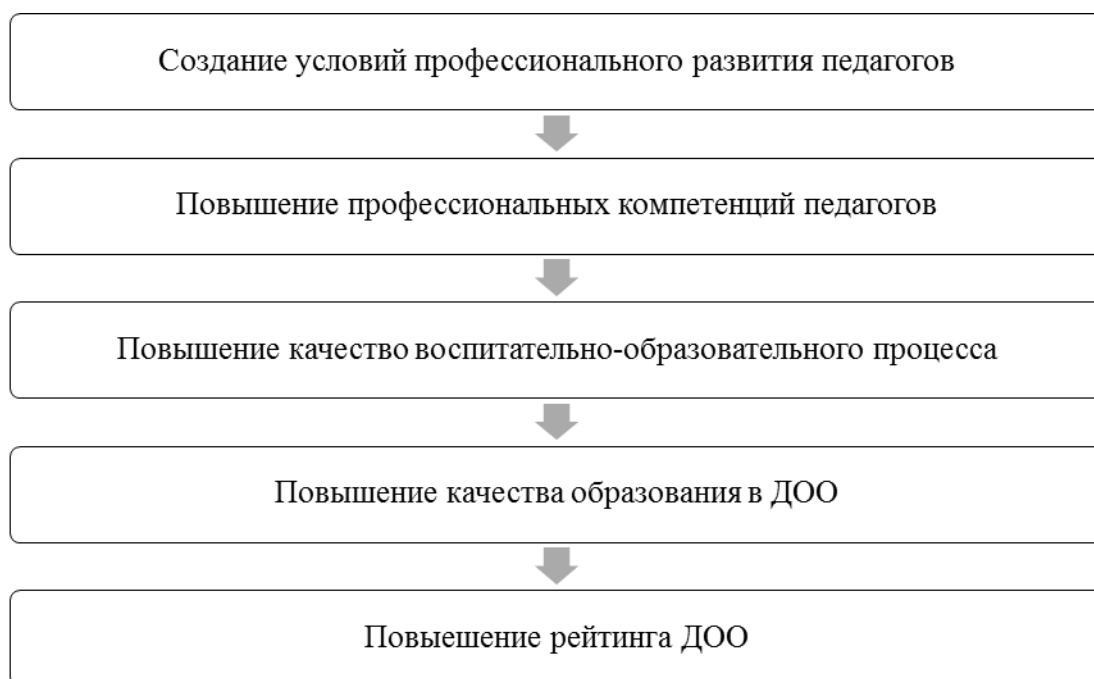 Создание условий профессионального развития педагогов
Повышение профессиональных компетенций педагогов
Повышение качество воспитательно-образовательного процесса
Повышение качества образования в ДОО
Повыешение рейтинга ДОО